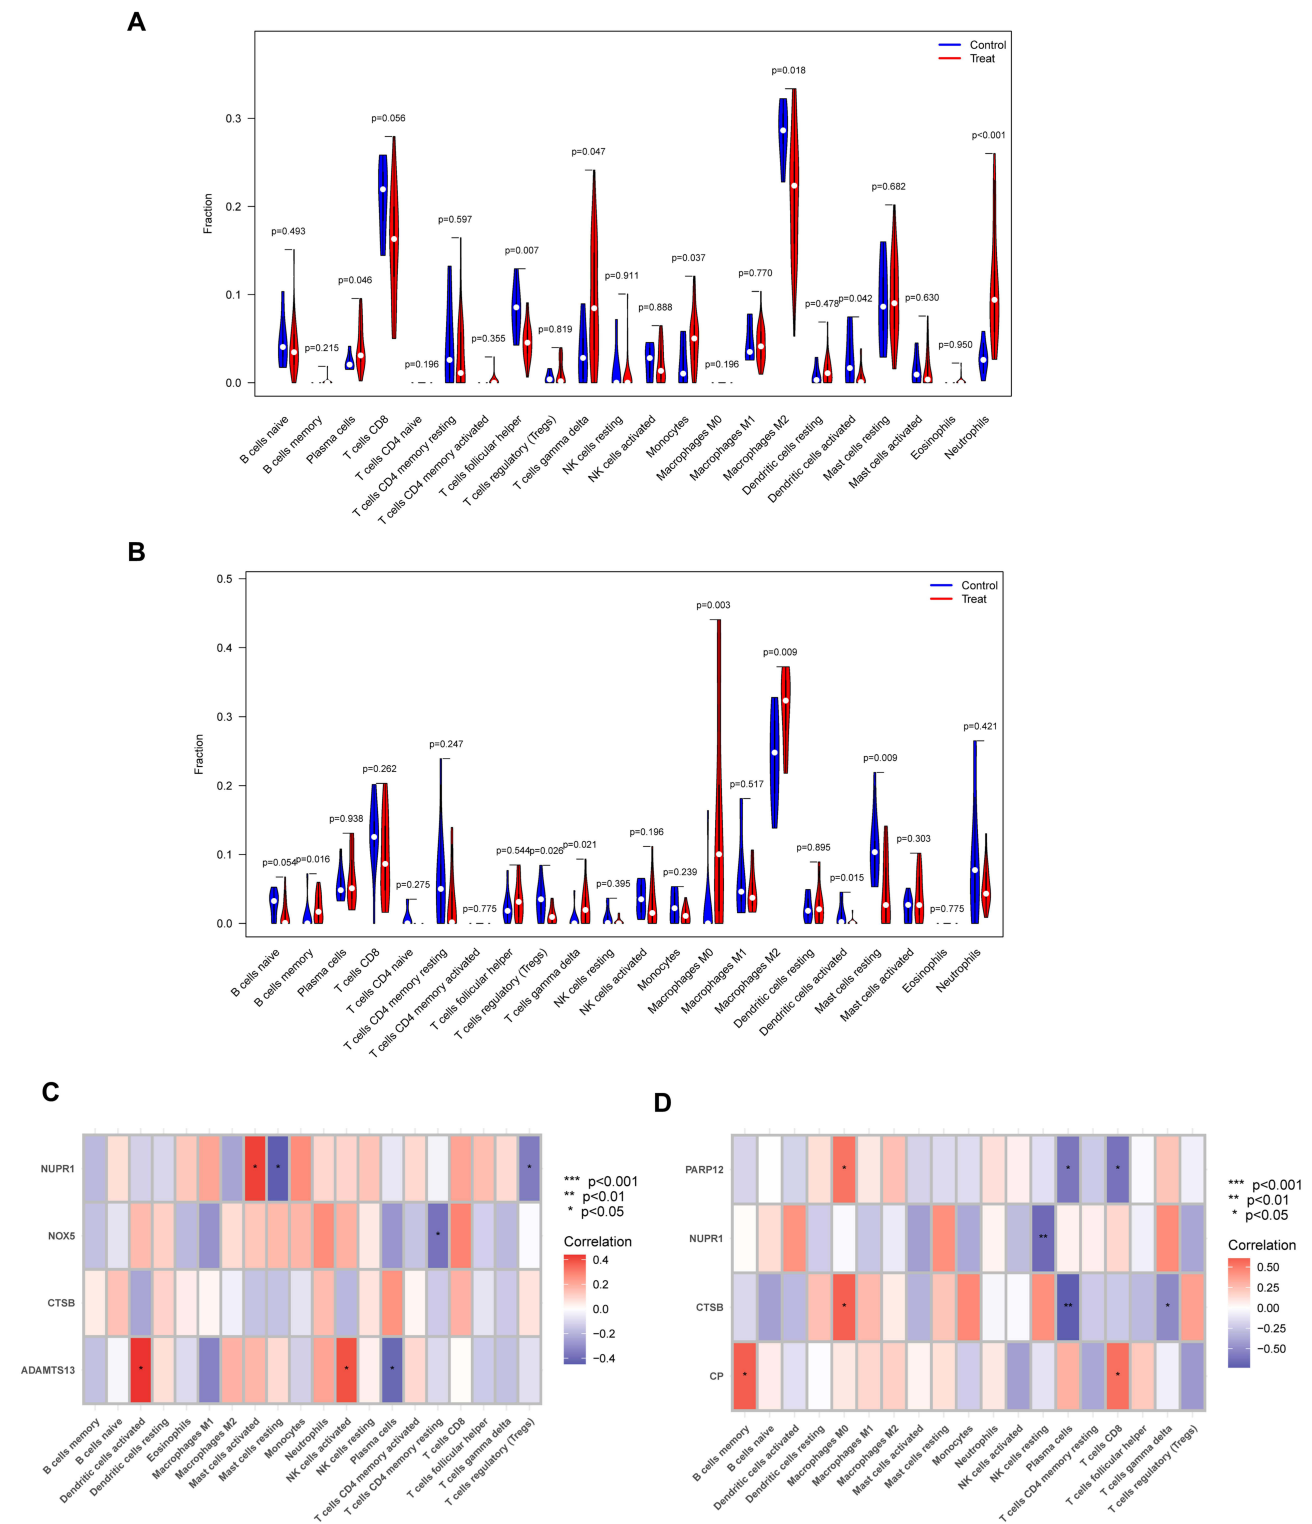 A
Control
Treat
p=0.018
0.3
p=0.056
p<0.001
p=0.047
p=0.682
Fraction
0.2
p=0.493
p=0.597
p=0.007
p=0.911
p=0.037
p=0.770
p=0.046
p=0.478
p=0.042
p=0.630
0.1
p=0.215
p=0.355
p=0.819
p=0.888
p=0.950
p=0.196
p=0.196
0.0
B cells naive
B cells memory
Plasma cells
T cells CD8
T cells CD4 naive
T cells CD4 memory resting
T cells CD4 memory activated
T cells follicular helper
T cells regulatory (Tregs)
T cells gamma delta
NK cells resting
NK cells activated
Monocytes
Macrophages M0
Macrophages M1
Macrophages M2
Dendritic cells resting
Dendritic cells activated
Mast cells resting
Mast cells activated
Eosinophils
Neutrophils
B
0.5
Control
Treat
p=0.003
0.4
p=0.009
0.3
p=0.421
Fraction
p=0.247
p=0.262
p=0.009
0.2
p=0.517
p=0.938
p=0.196
p=0.303
0.1
p=0.054
p=0.016
p=0.544
p=0.026
p=0.021
p=0.239
p=0.895
p=0.015
p=0.275
p=0.395
p=0.775
p=0.775
0.0
B cells naive
B cells memory
Plasma cells
T cells CD8
T cells CD4 naive
T cells CD4 memory resting
T cells CD4 memory activated
T cells follicular helper
T cells regulatory (Tregs)
T cells gamma delta
NK cells resting
NK cells activated
Monocytes
Macrophages M0
Macrophages M1
Macrophages M2
Dendritic cells resting
Dendritic cells activated
Mast cells resting
Mast cells activated
Eosinophils
Neutrophils
C
NUPR1
* * *
NOX5
*
CTSB
ADAMTS13
* * *
*** p<0.001
** p<0.01
* p<0.05
Correlation
0.4
0.2
0.0
−0.2
−0.4
B cells memory
B cells naive
Dendritic cells activated
Dendritic cells resting
Eosinophils
Macrophages M1
Macrophages M2
Mast cells activated
Mast cells resting
Monocytes
Neutrophils
NK cells activated
NK cells resting
Plasma cells
T cells CD4 memory activated
T cells CD4 memory resting
T cells CD8
T cells follicular helper
T cells gamma delta
T cells regulatory (Tregs)
D
PARP12
* * *
NUPR1
**
CTSB
* ** *
CP
* *
*** p<0.001
** p<0.01
* p<0.05
Correlation
0.50
0.25
0.00
−0.25
−0.50
B cells memory
B cells naive
Dendritic cells activated
Dendritic cells resting
Macrophages M0
Macrophages M1
Macrophages M2
Mast cells activated
Mast cells resting
Monocytes
Neutrophils
NK cells activated
NK cells resting
Plasma cells
T cells CD4 memory resting
T cells CD8
T cells follicular helper
T cells gamma delta
T cells regulatory (Tregs)